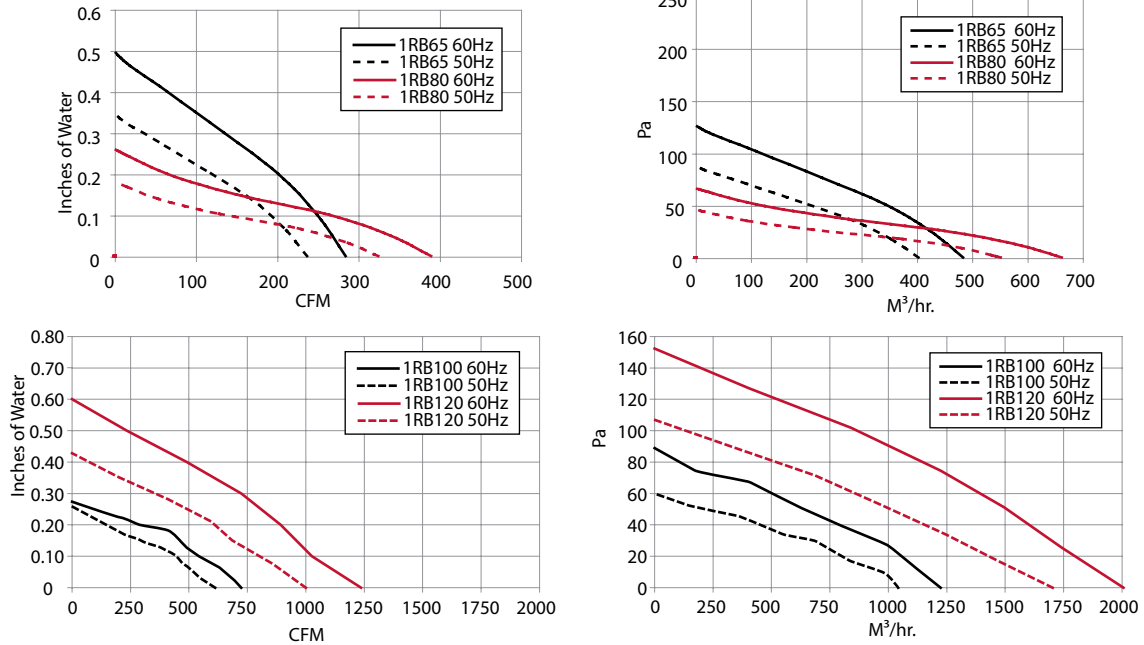 0.6
0.5
0.4
0.3
0.2
0.1
0
Inches of Water
1RB65 60Hz
1RB65 50Hz
1RB80 60Hz
1RB80 50Hz
0 100 200 300 400 500
CFM
250
200
150
100
50
0
Pa
1RB65 60Hz
1RB65 50Hz
1RB80 60Hz
1RB80 50Hz
0 100 200 300 400 500 600 700
M³/hr.
0.80
0.70
0.60
0.50
0.40
0.30
0.20
0.10
0
Inches of Water
1RB100 60Hz
1RB100 50Hz
1RB120 60Hz
1RB120 50Hz
0 250 500 750 1000 1250 1500 1750 2000
CFM
160
140
120
100
80
60
40
20
0
Pa
1RB100 60Hz
1RB100 50Hz
1RB120 60Hz
1RB120 50Hz
0 250 500 750 1000 1250 1500 1750 2000
M³/hr.